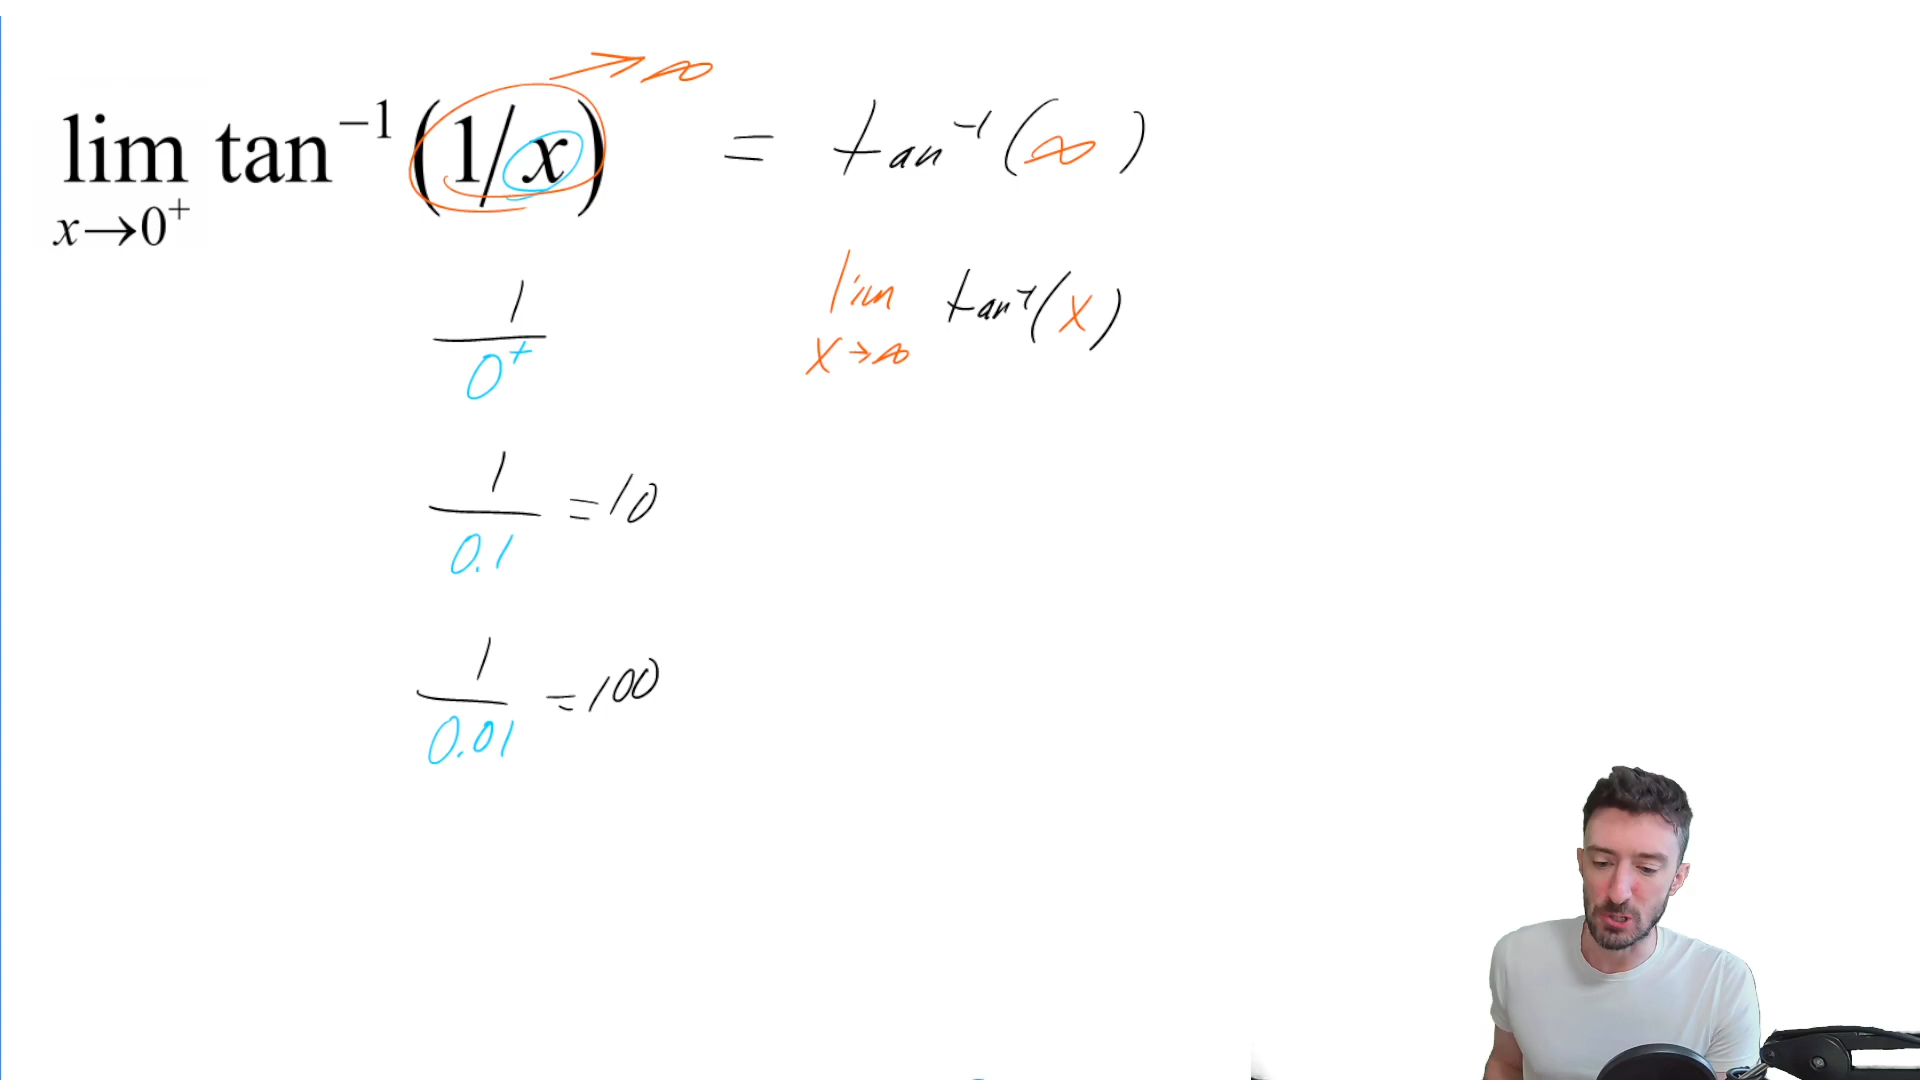 lim tan⁻¹ (1/x) → ∞ = tan⁻¹(∞)
x→0⁺
lim tan⁻¹(x)
x→∞
1
0⁺
1
0.1
= 10
1
0.01
= 100